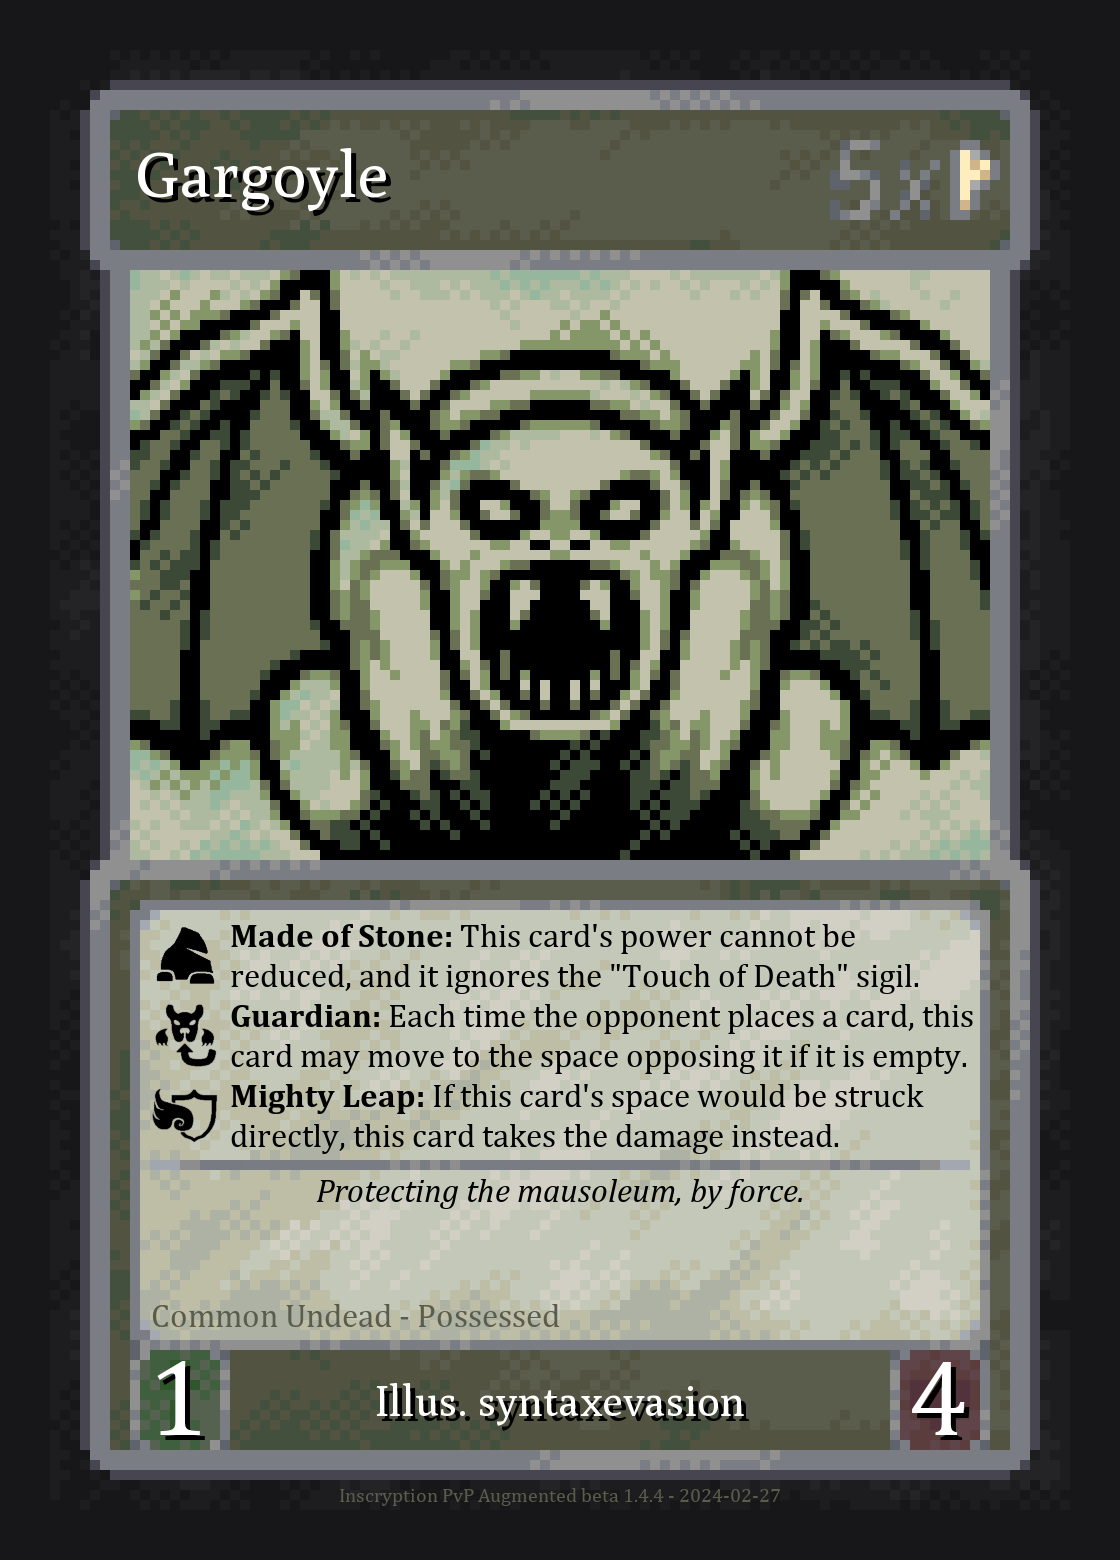 Gargoyle
5x
Made of Stone: This card's power cannot be
reduced, and it ignores the "Touch of Death" sigil.
Guardian: Each time the opponent places a card, this
card may move to the space opposing it if it is empty.
Mighty Leap: If this card's space would be struck
directly, this card takes the damage instead.
Protecting the mausoleum, by force.
Common Undead - Possessed
1
Illus. syntaxevasion
4
Inscryption PvP Augmented beta 1.4.4 - 2024-02-27